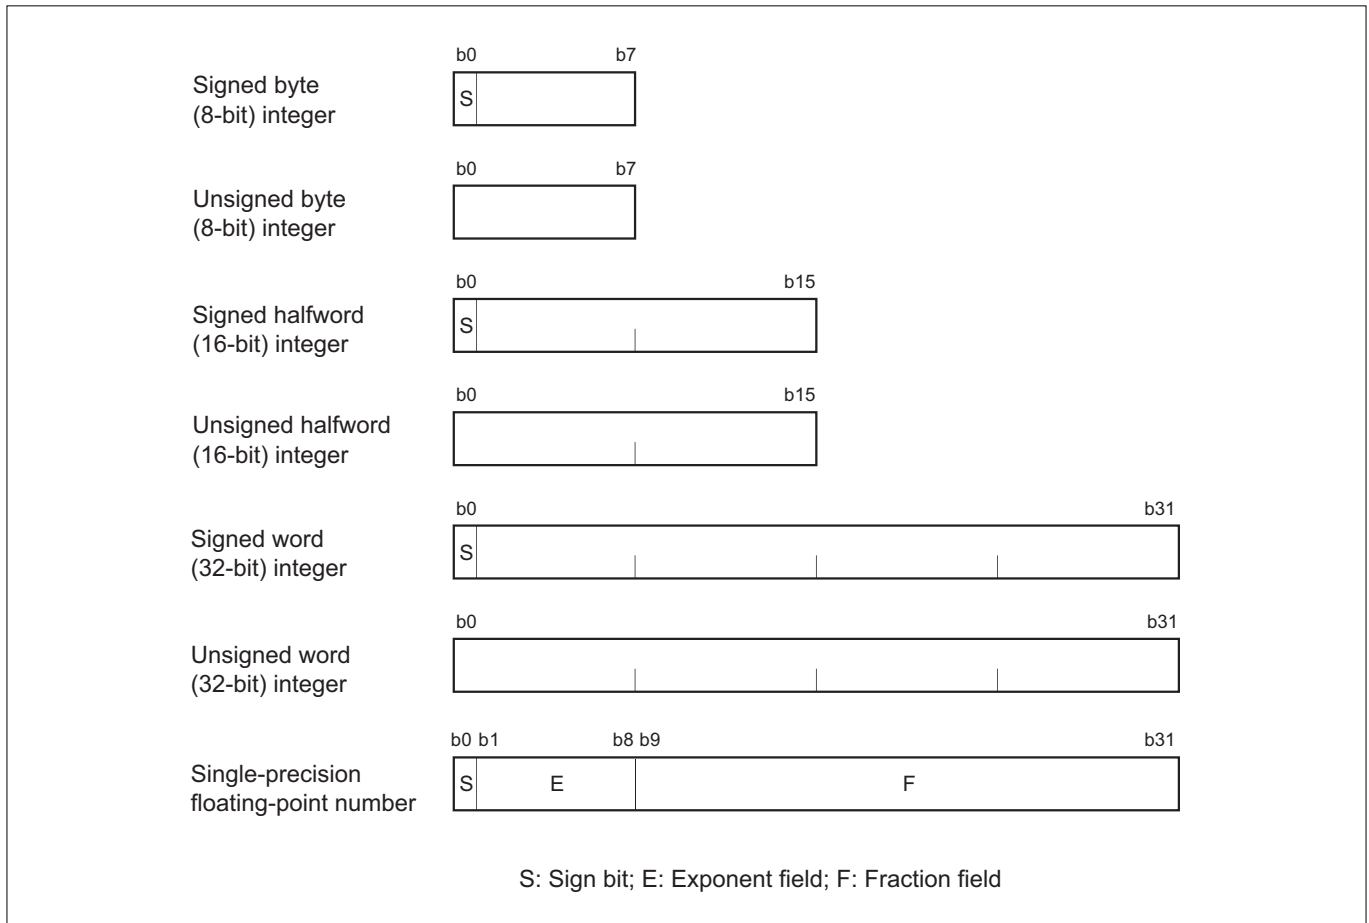 b0 b7
Signed byte
(8-bit) integer
S
b0 b7
Unsigned byte
(8-bit) integer
b0 b15
Signed halfword
(16-bit) integer
S
b0 b15
Unsigned halfword
(16-bit) integer
b0 b31
Signed word
(32-bit) integer
S
b0 b31
Unsigned word
(32-bit) integer
b0 b1 b8 b9 b31
Single-precision
floating-point number
S E F
S: Sign bit; E: Exponent field; F: Fraction field